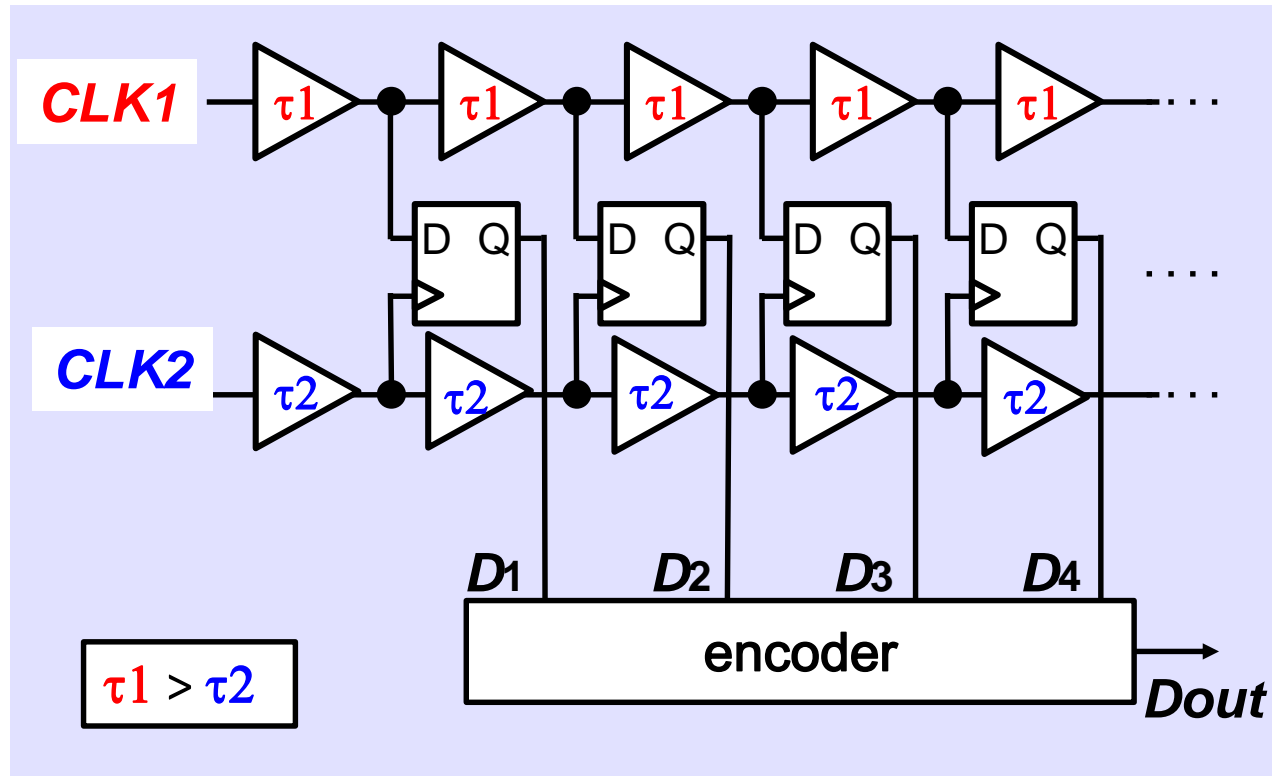 CLK1
τ1 τ1 τ1 τ1 τ1
D Q D Q D Q D Q
CLK2
τ2 τ2 τ2 τ2 τ2
D1 D2 D3 D4
encoder
τ1 > τ2
Dout